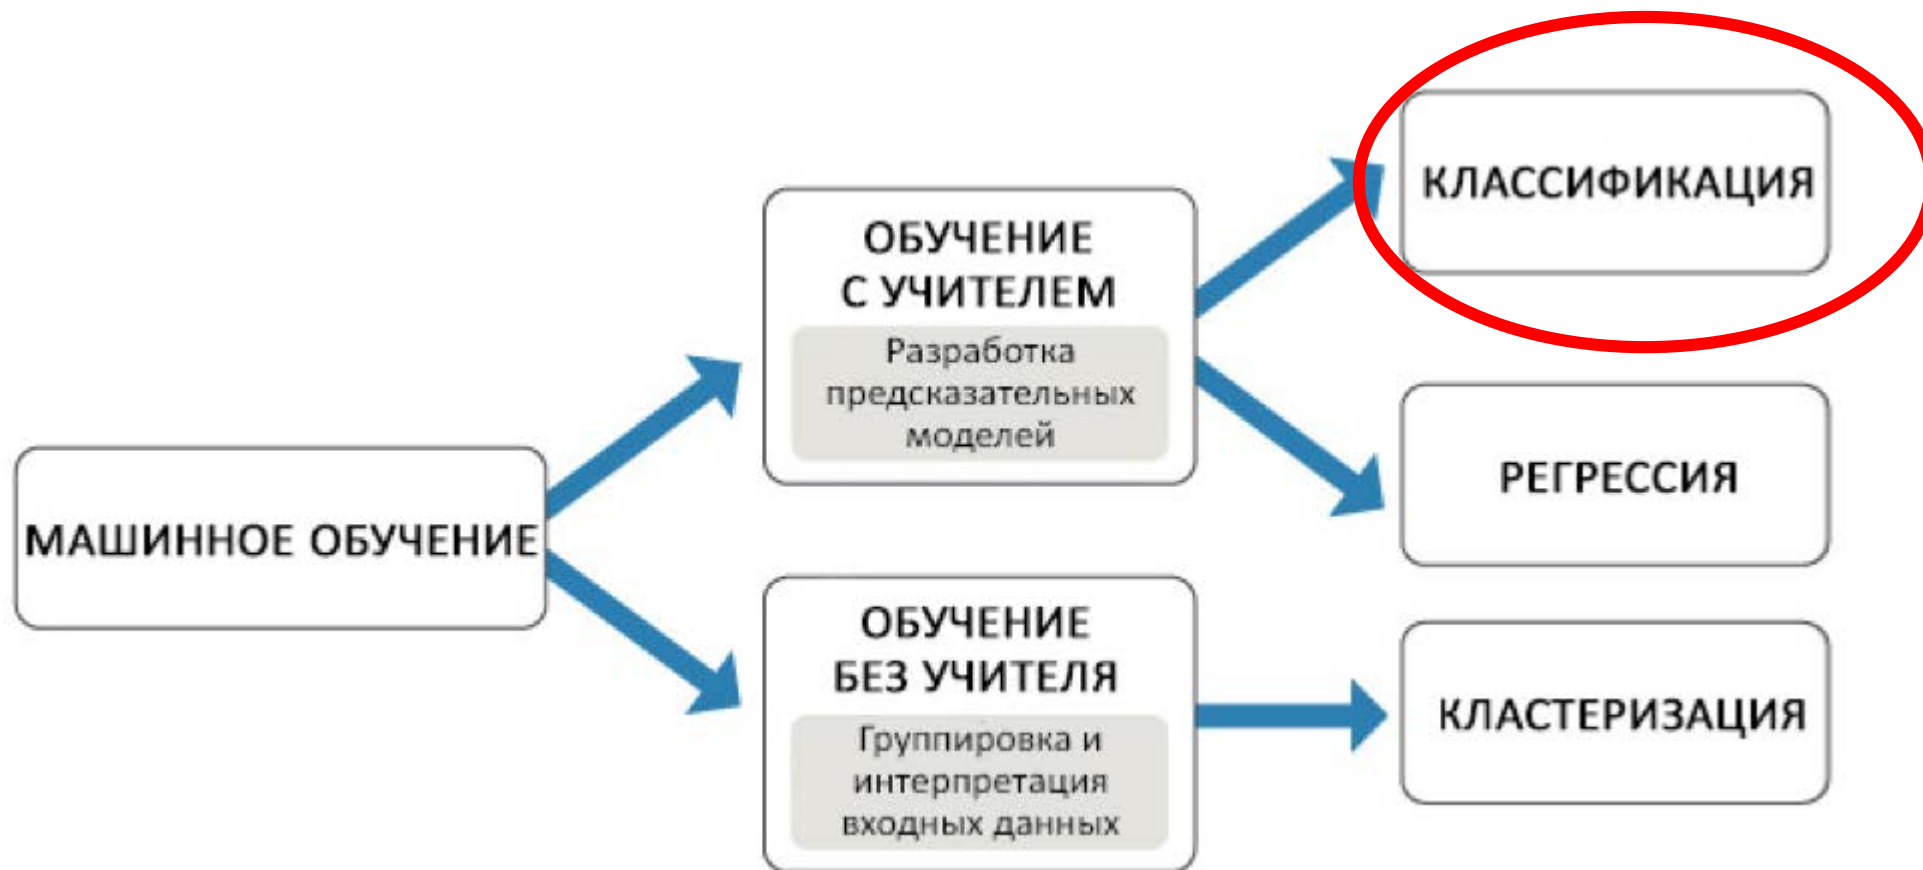 МАШИННОЕ ОБУЧЕНИЕ
ОБУЧЕНИЕ
С УЧИТЕЛЕМ
Разработка
предсказательных
моделей
ОБУЧЕНИЕ
БЕЗ УЧИТЕЛЯ
Группировка и
интерпретация
входных данных
КЛАССИФИКАЦИЯ
РЕГРЕССИЯ
КЛАСТЕРИЗАЦИЯ